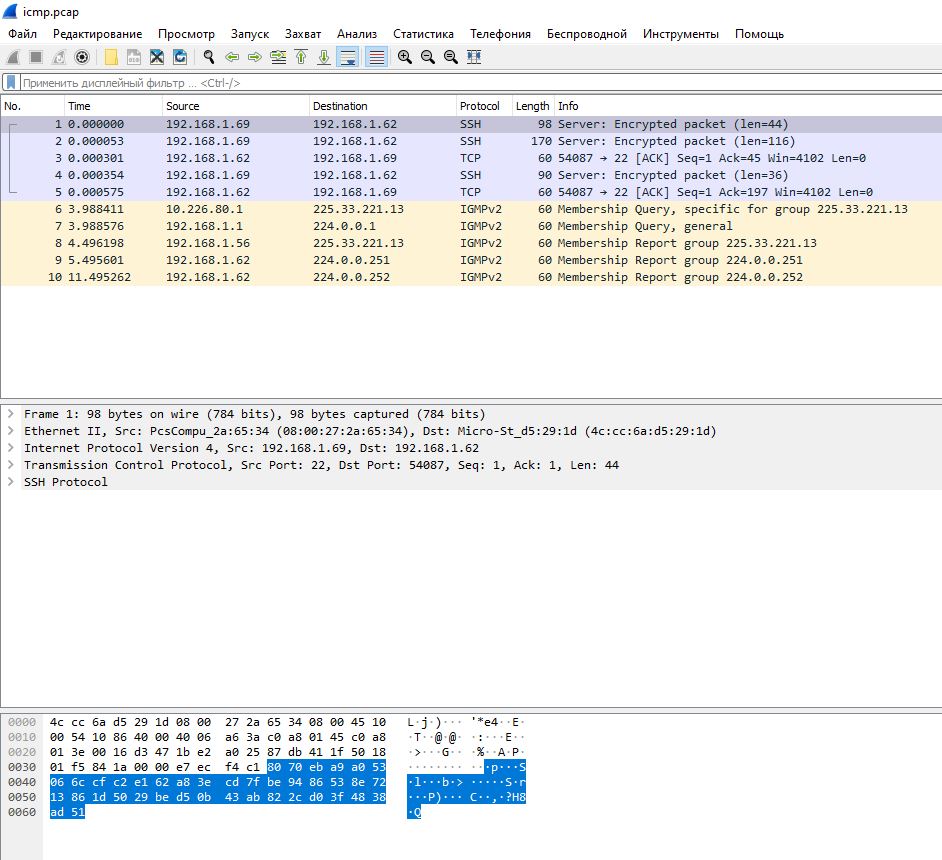 icmp.pcap
Файл Редактирование Просмотр Запуск Захват Анализ Статистика Телефония Беспроводной Инструменты Помощь
Применить дисплейный фильтр ... <Ctrl-/>
No. Time Source Destination Protocol Length Info
1 0.000000 192.168.1.69 192.168.1.62 SSH 98 Server: Encrypted packet (len=44)
2 0.000053 192.168.1.69 192.168.1.62 SSH 170 Server: Encrypted packet (len=116)
3 0.000301 192.168.1.62 192.168.1.69 TCP 60 54087 → 22 [ACK] Seq=1 Ack=45 Win=4102 Len=0
4 0.000354 192.168.1.69 192.168.1.62 SSH 90 Server: Encrypted packet (len=36)
5 0.000575 192.168.1.62 192.168.1.69 TCP 60 54087 → 22 [ACK] Seq=1 Ack=197 Win=4102 Len=0
6 3.988411 10.226.80.1 225.33.221.13 IGMPv2 60 Membership Query, specific for group 225.33.221.13
7 3.988576 192.168.1.1 224.0.0.1 IGMPv2 60 Membership Query, general
8 4.496198 192.168.1.56 225.33.221.13 IGMPv2 60 Membership Report group 225.33.221.13
9 5.495601 192.168.1.62 224.0.0.251 IGMPv2 60 Membership Report group 224.0.0.251
10 11.495262 192.168.1.62 224.0.0.252 IGMPv2 60 Membership Report group 224.0.0.252
Frame 1: 98 bytes on wire (784 bits), 98 bytes captured (784 bits)
Ethernet II, Src: PcsCompu_2a:65:34 (08:00:27:2a:65:34), Dst: Micro-St_d5:29:1d (4c:cc:6a:d5:29:1d)
Internet Protocol Version 4, Src: 192.168.1.69, Dst: 192.168.1.62
Transmission Control Protocol, Src Port: 22, Dst Port: 54087, Seq: 1, Ack: 1, Len: 44
SSH Protocol
0000 4c cc 6a d5 29 1d 08 00 27 2a 65 34 08 00 45 10 L·j·)··· '*e4··E·
0010 00 54 10 86 40 00 40 06 a6 3a c0 a8 01 45 c0 a8 ·T··@·@· ·:···E··
0020 01 3e 00 16 d3 47 1b e2 a0 25 87 db 41 1f 50 18 ·>···G·· ·%··A·P·
0030 01 f5 84 1a 00 00 e7 ec f4 c1 80 70 eb a9 a0 53 ········ ···p···S
0040 06 6c cf c2 e1 62 a8 3e cd 7f be 94 86 53 8e 72 ·l···b·> ·····S·r
0050 13 86 1d 50 29 be d5 0b 43 ab 82 2c d0 3f 48 38 ···P)··· C··,·?H8
0060 ad 51 ·Q